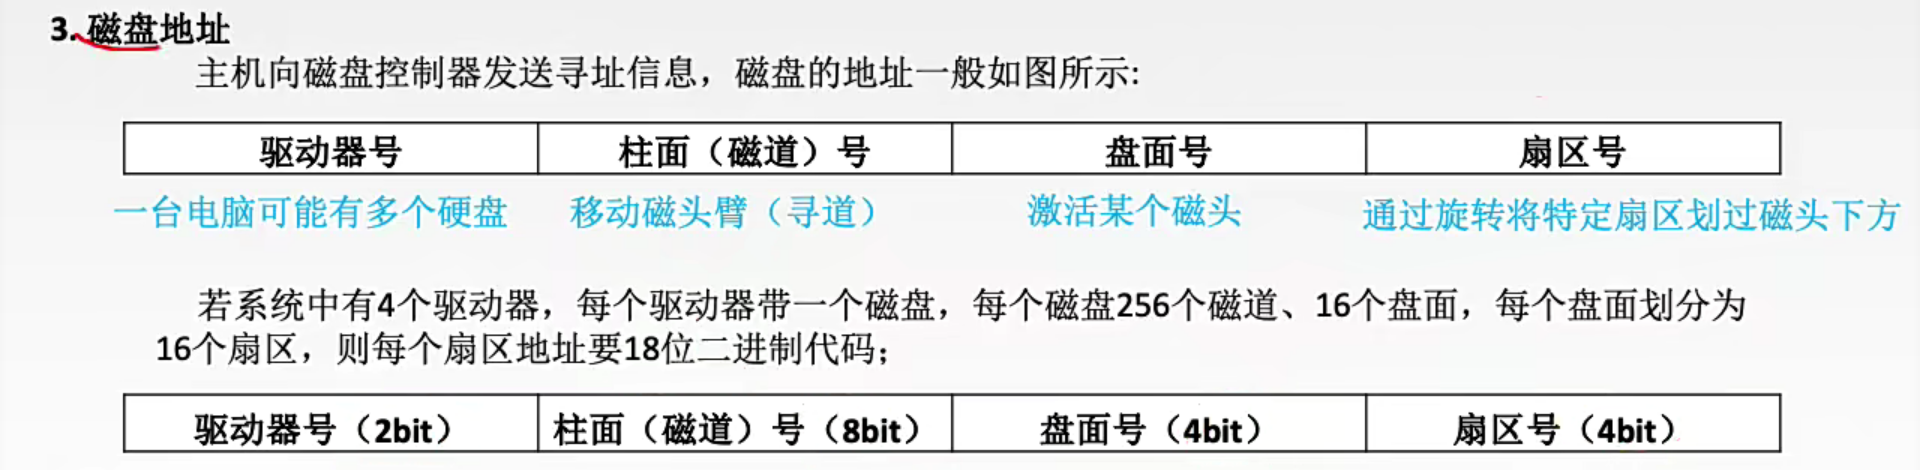 3. 磁盘地址
主机向磁盘控制器发送寻址信息，磁盘的地址一般如图所示:
驱动器号 柱面（磁道）号 盘面号 扇区号
一台电脑可能有多个硬盘 移动磁头臂（寻道） 激活某个磁头 通过旋转将特定扇区划过磁头下方
若系统中有4个驱动器，每个驱动器带一个磁盘，每个磁盘256个磁道、16个盘面，每个盘面划分为
16个扇区，则每个扇区地址要18位二进制代码；
驱动器号（2bit） 柱面（磁道）号（8bit） 盘面号（4bit） 扇区号（4bit）